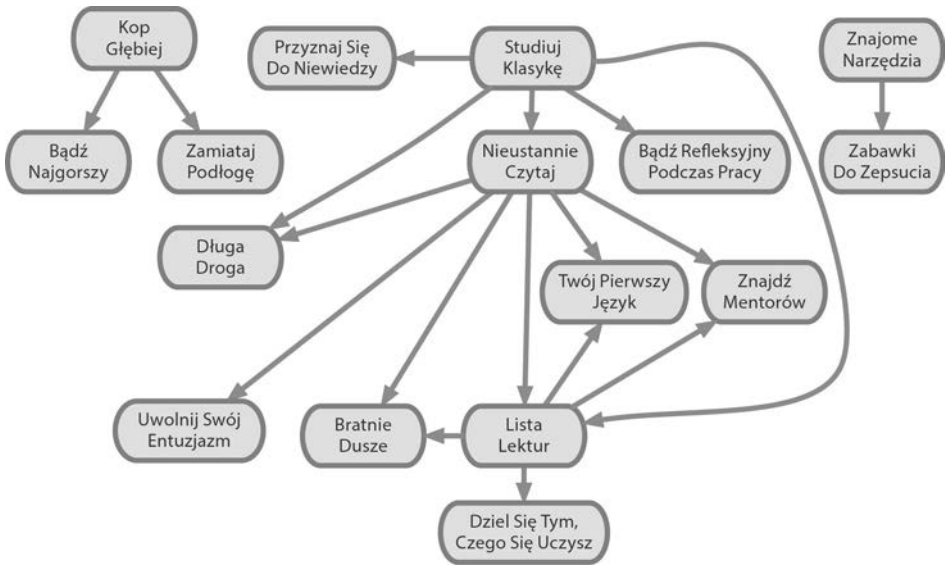 Kop
Głębiej
Przyznaj Się
Do Niewiedzy
Studiuj
Klasykę
Znajome
Narzędzia
Bądź
Najgorszy
Zamiataj
Podłogę
Nieustannie
Czytaj
Bądź Refleksyjny
Podczas Pracy
Zabawki
Do Zepsucia
Długa
Droga
Twój Pierwszy
Język
Znajdź
Mentorów
Uwolnij Swój
Entuzjazm
Bratnie
Dusze
Lista
Lektur
Dziel Się Tym,
Czego Się Uczysz